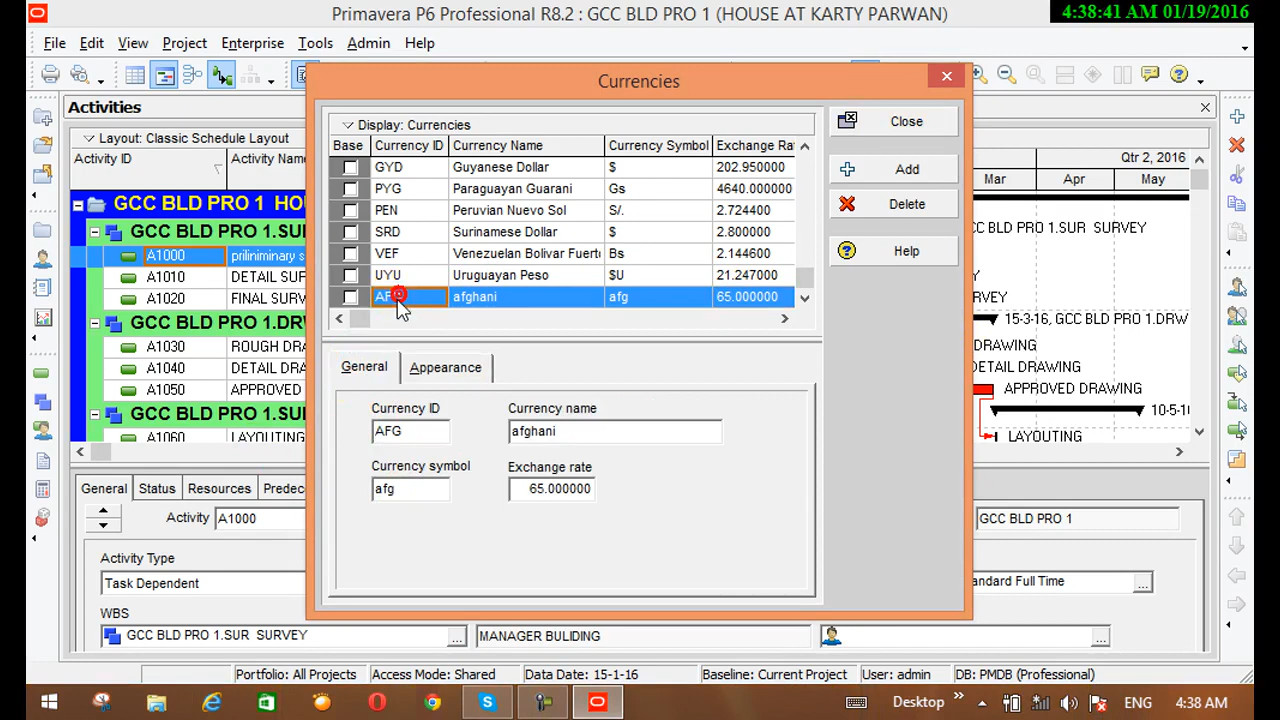 Primavera P6 Professional R8.2 : GCC BLD PRO 1 (HOUSE AT KARTY PARWAN)
4:38:41 AM 01/19/2016
File Edit View Project Enterprise Tools Admin Help
Activities
Layout: Classic Schedule Layout
Activity ID
Activity Name
GCC BLD PRO 1 HO
GCC BLD PRO 1.SUR
A1000 priliniminary s
A1010 DETAIL SUR
A1020 FINAL SURV
GCC BLD PRO 1.DRW
A1030 ROUGH DRA
A1040 DETAIL DRA
A1050 APPROVED
GCC BLD PRO 1.SU
A1060 LAYOUTING
Currencies
Display: Currencies
Base Currency ID Currency Name Currency Symbol Exchange Rat
GYD Guyanese Dollar $ 202.950000
PYG Paraguayan Guarani Gs 4640.000000
PEN Peruvian Nuevo Sol S/. 2.724400
SRD Surinamese Dollar $ 2.800000
VEF Venezuelan Bolivar Fuerte Bs 2.144600
UYU Uruguayan Peso $U 21.247000
afghani afg 65.000000
Close
Add
Delete
Help
General Appearance
Currency ID Currency name
AFG afghani
Currency symbol Exchange rate
afg 65.000000
Qtr 2, 2016
Mar Apr May
SURVEY
VEY
15-3-16, GCC BLD PRO 1.DRW
DRAWING
DRAWING
APPROVED DRAWING
10-5-1
LAYOUTING
General Status Resources Predec
Activity A1000
GCC BLD PRO 1
Activity Type
Task Dependent
andard Full Time
WBS
GCC BLD PRO 1.SUR SURVEY
MANAGER BULIDING
Portfolio: All Projects Access Mode: Shared Data Date: 15-1-16 Baseline: Current Project User: admin DB: PMDB (Professional)
Desktop ENG 4:38 AM